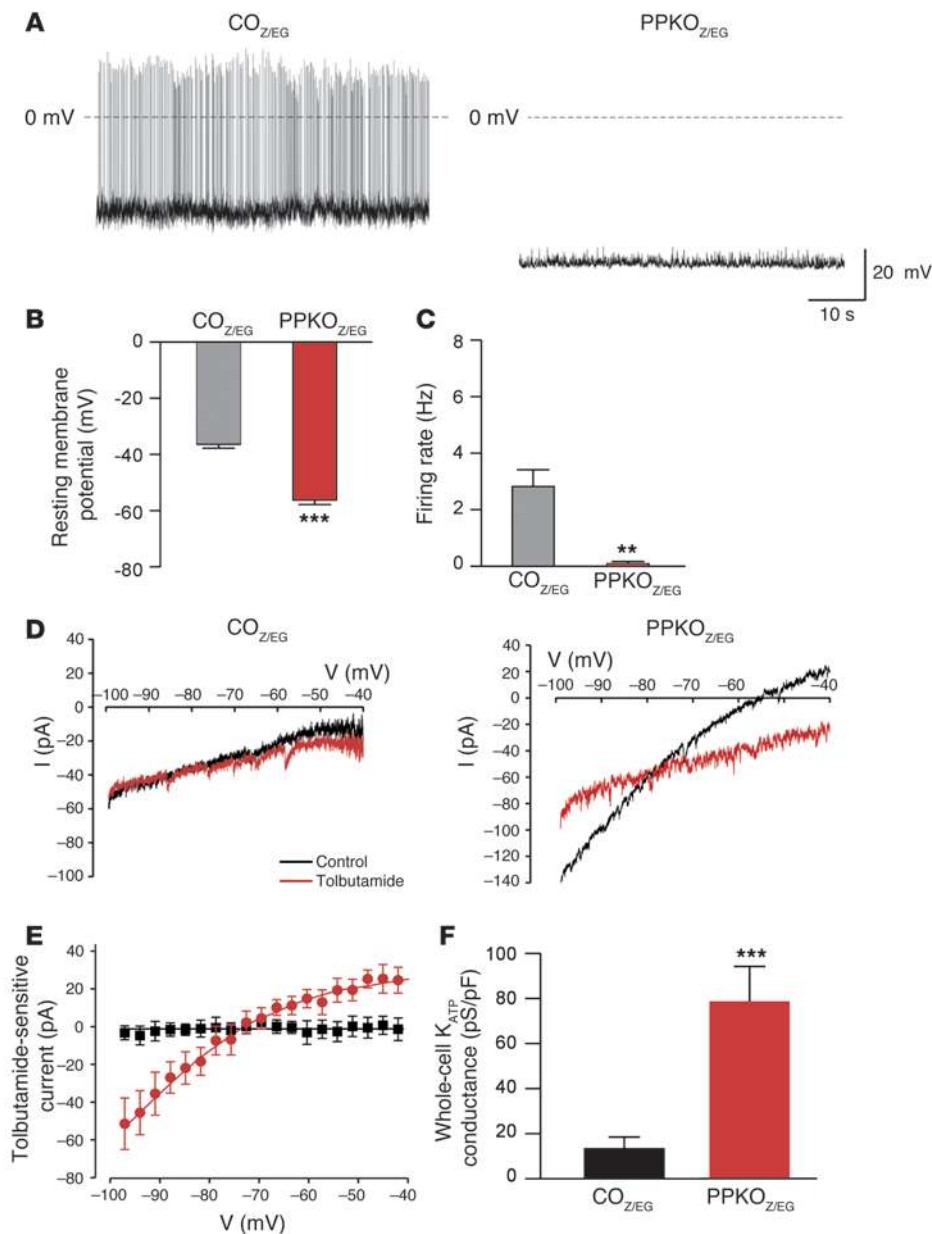 A
CO Z/EG
PPKO Z/EG
0 mV
0 mV
20 mV
10 s
B
CO Z/EG
PPKO Z/EG
Resting membrane
potential (mV)
0
-20
-40
-60
-80
***
C
Firing rate (Hz)
8
6
4
2
0
**
CO Z/EG
PPKO Z/EG
D
CO Z/EG
I (pA)
40
20
0
–20
–40
–60
–80
–100
V (mV)
–100 –90 –80 –70 –60 –50 –40
Control
Tolbutamide
PPKO Z/EG
I (pA)
40
20
0
–20
–40
–60
–80
–100
–120
–140
V (mV)
–100 –90 –80 –70 –60 –50 –40
E
Tolbutamide-sensitive
current (pA)
40
20
0
–20
–40
–60
–80
–100 –90 –80 –70 –60 –50 –40
V (mV)
F
Whole-cell K ATP
conductance (pS/pF)
100
80
60
40
20
0
***
CO Z/EG
PPKO Z/EG